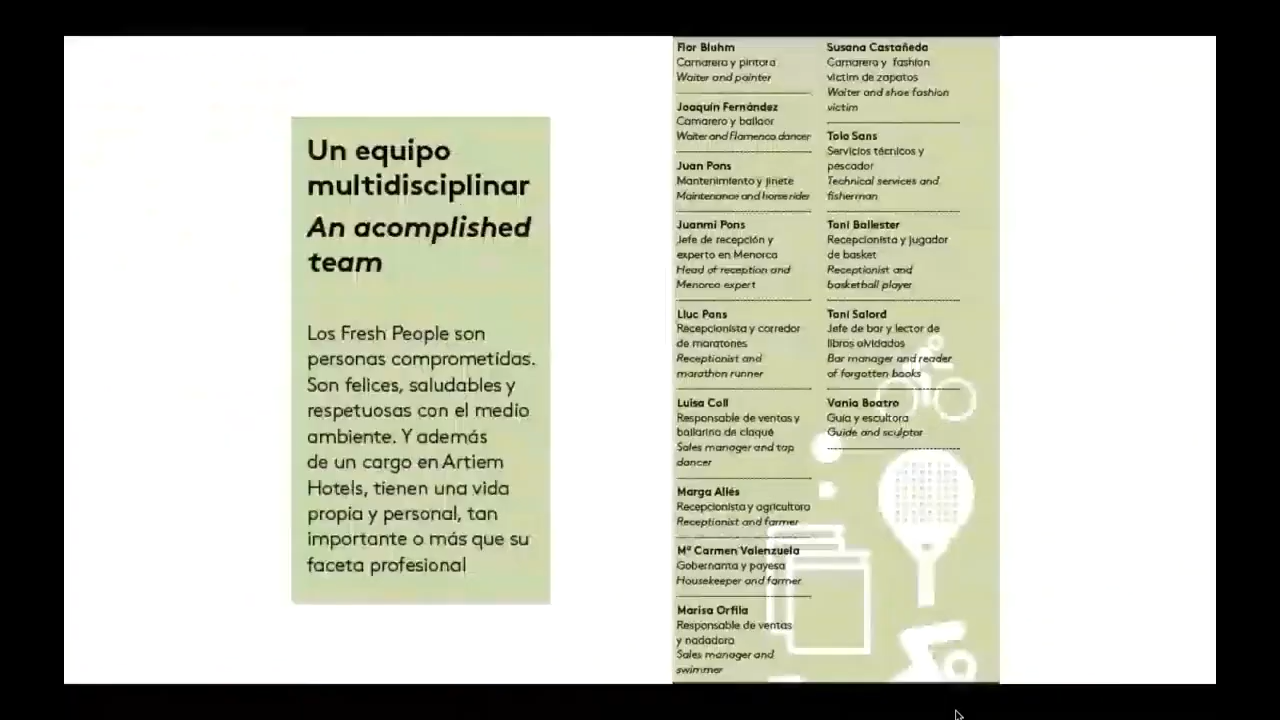 Un equipo
multidisciplinar
An acomplished
team
Los Fresh People son
personas comprometidas.
Son felices, saludables y
respetuosas con el medio
ambiente. Y además
de un cargo en Artiem
Hotels, tienen una vida
propia y personal, tan
importante o más que su
faceta profesional
Flor Bluhm
Camarera y pintora
Waiter and painter
Joaquín Fernández
Camarero y bailaor
Waiter and Flamenco dancer
Juan Pons
Mantenimiento y jinete
Maintenance and horse rider
Juanmi Pons
Jefe de recepción y
experto en Menorca
Head of reception and
Menorca expert
Lluc Pons
Recepcionista y corredor
de maratones
Receptionist and
marathon runner
Luisa Coll
Responsable de ventas y
bailarina de claqué
Sales manager and tap
dancer
Marga Allés
Recepcionista y agricultora
Receptionist and farmer
Mª Carmen Valenzuela
Gobernanta y payesa
Housekeeper and farmer
Marisa Orfila
Responsable de ventas
y nadadora
Sales manager and
swimmer
Susana Castañeda
Camarera y fashion
victim de zapatos
Waiter and shoe fashion
victim
Tolo Sans
Servicios técnicos y
pescador
Technical services and
fisherman
Toni Ballester
Recepcionista y jugador
de basket
Receptionist and
basketball player
Toni Salord
Jefe de bar y lector de
libros olvidados
Bar manager and reader
of forgotten books
Vania Boatro
Guía y escultora
Guide and sculptor